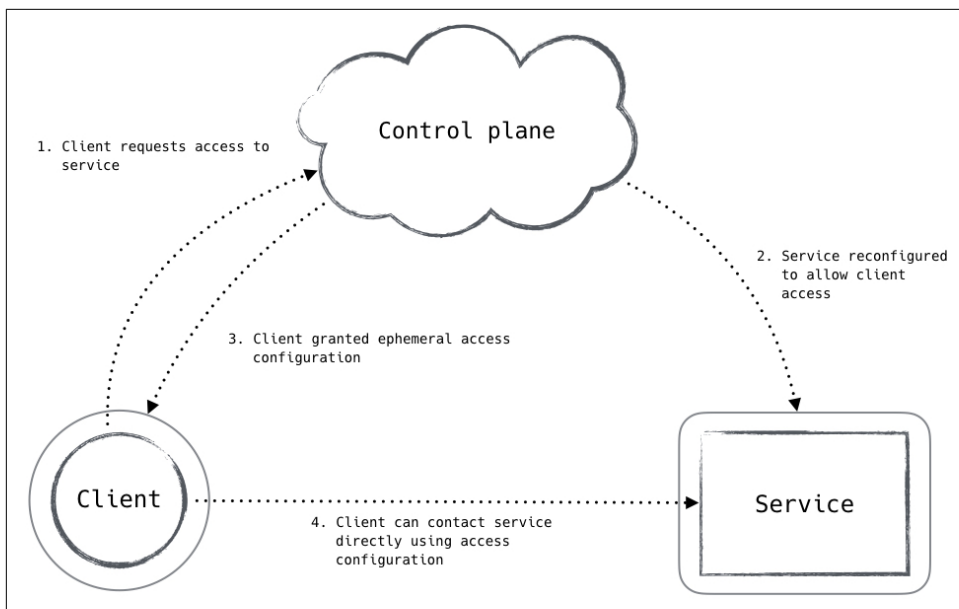 Control plane
1. Client requests access to
service
2. Service reconfigured
to allow client
access
3. Client granted ephemeral access
configuration
Client
Service
4. Client can contact service
directly using access
configuration